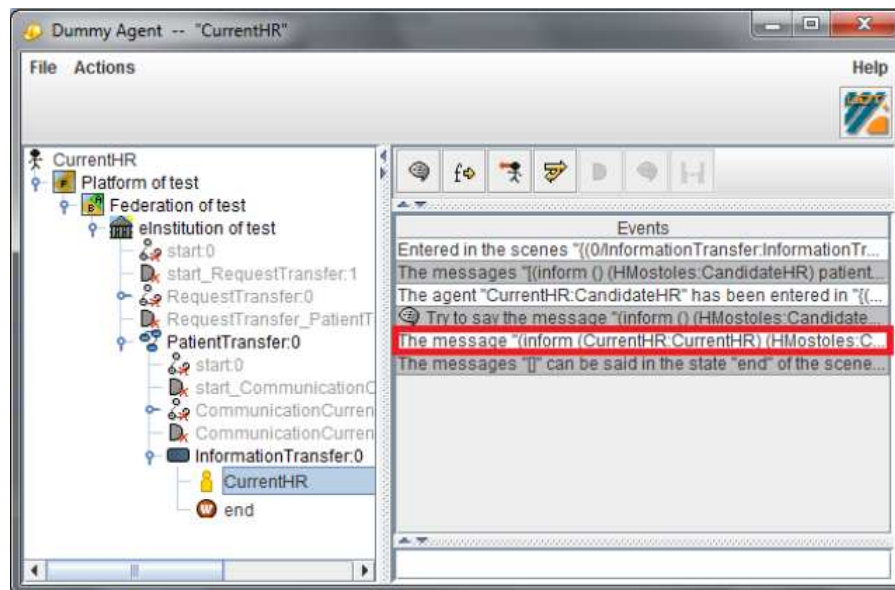 Dummy Agent -- "CurrentHR"
File Actions Help
CurrentHR
Platform of test
Federation of test
eInstitution of test
start:0
start_RequestTransfer:1
RequestTransfer:0
RequestTransfer_PatientT
PatientTransfer:0
start:0
start_CommunicationC
CommunicationCurren
CommunicationCurren
InformationTransfer:0
CurrentHR
end
Events
Entered in the scenes "{(0/InformationTransfer:InformationTr...
The messages "[(inform () (HMostoles:CandidateHR) patient...
The agent "CurrentHR:CandidateHR" has been entered in "{(...
Try to say the message "(inform () (HMostoles:Candidate...
The message "(inform (CurrentHR:CurrentHR) (HMostoles:C...
The messages "[]" can be said in the state "end" of the scene...